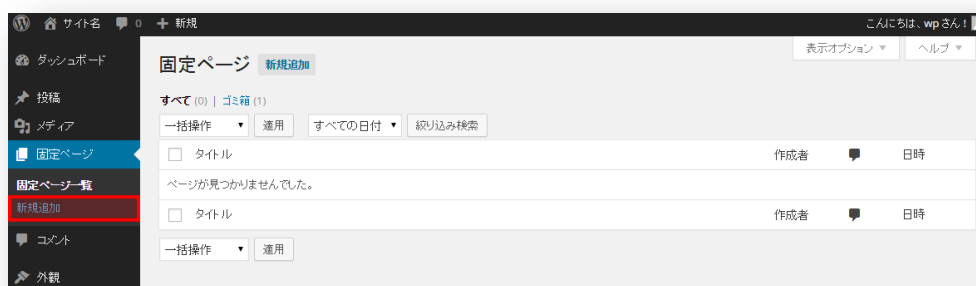 サイト名 0 + 新規 こんにちは、wpさん!
ダッシュボード
投稿
メディア
固定ページ
固定ページ一覧
新規追加
コメント
外観
表示オプション ▼ ヘルプ ▼
固定ページ 新規追加
すべて (0) | ゴミ箱 (1)
一括操作 ▼ 適用 すべての日付 ▼ 絞り込み検索
タイトル 作成者 日時
ページが見つかりませんでした。
タイトル 作成者 日時
一括操作 ▼ 適用